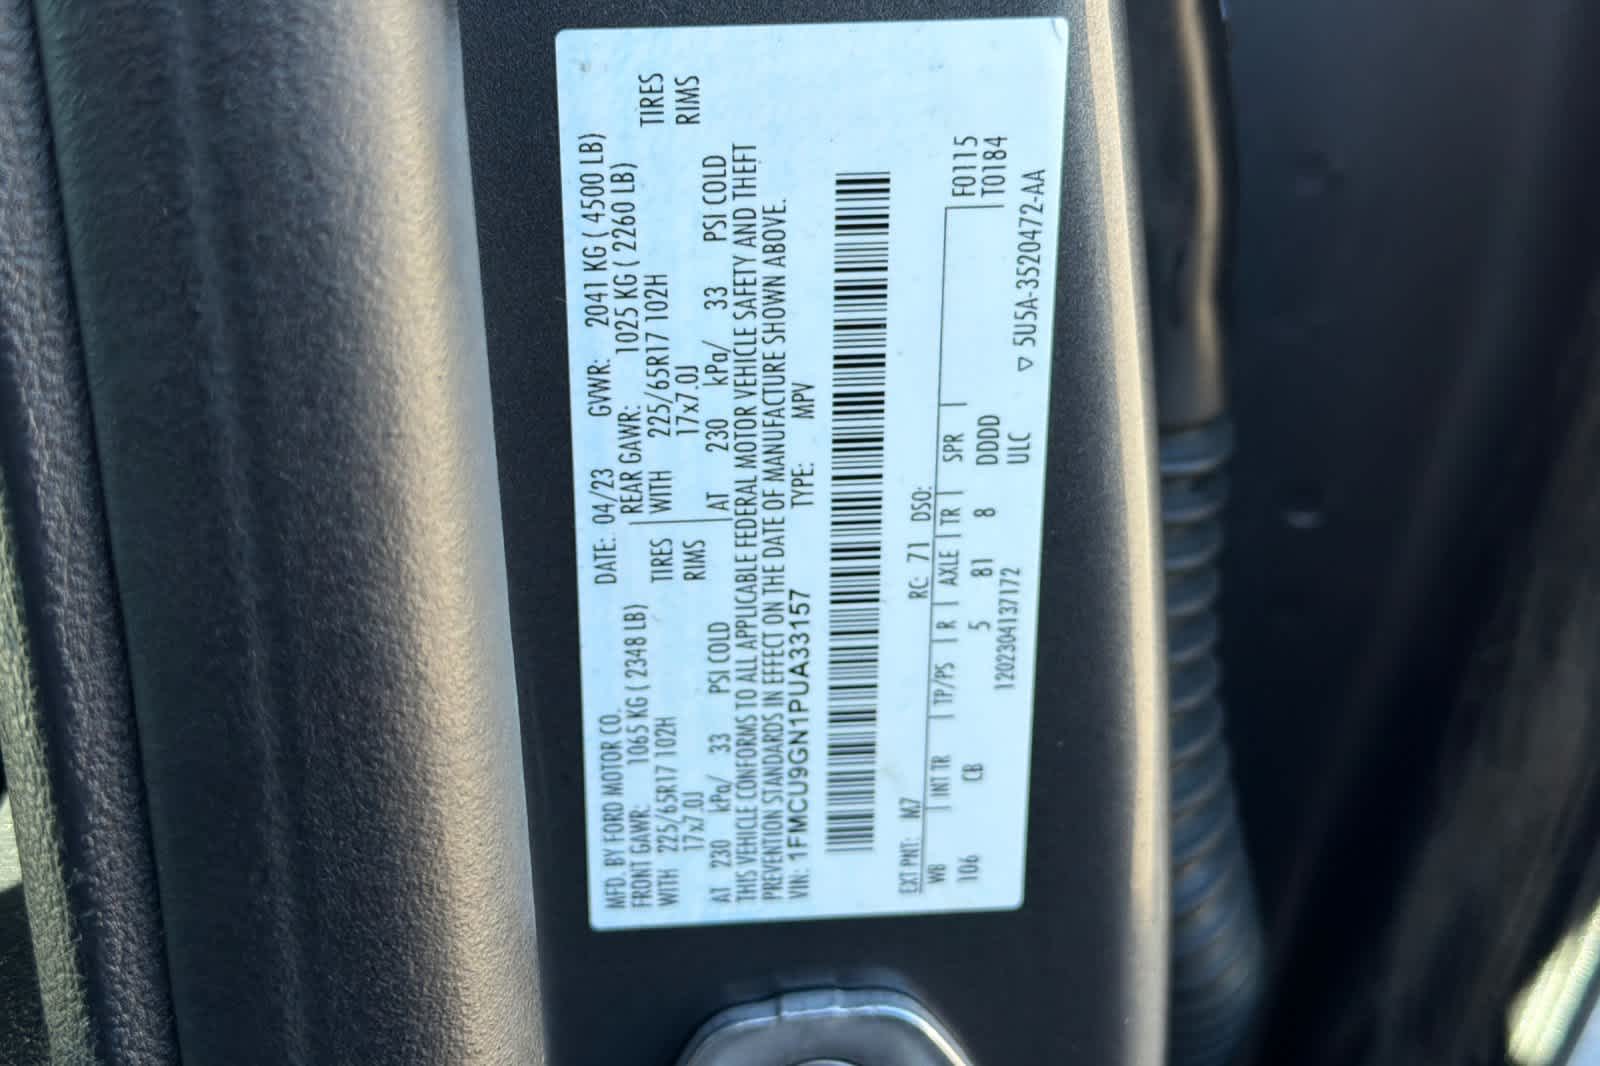 MFD. BY FORD MOTOR CO. DATE: 04/23 GVWR: 2041 KG ( 4500 LB)
FRONT GAWR: 1065 KG ( 2348 LB) REAR GAWR: 1025 KG ( 2260 LB)
WITH 225/65R17 102H TIRES WITH 225/65R17 102H TIRES
17x7.0J RIMS 17x7.0J RIMS
AT 230 kPa/ 33 PSI COLD AT 230 kPa/ 33 PSI COLD
THIS VEHICLE CONFORMS TO ALL APPLICABLE FEDERAL MOTOR VEHICLE SAFETY AND THEFT
PREVENTION STANDARDS IN EFFECT ON THE DATE OF MANUFACTURE SHOWN ABOVE.
VIN: 1FMCU9GN1PUA33157 TYPE: MPV
EXT PNT: M7 RC: 71 DSO:
WB INT TR TP/PS R AXLE TR SPR F0115
106 CB 5 81 8 DDDD T0184
1202304137172 ULC
▽ 5U5A-3520472-AA